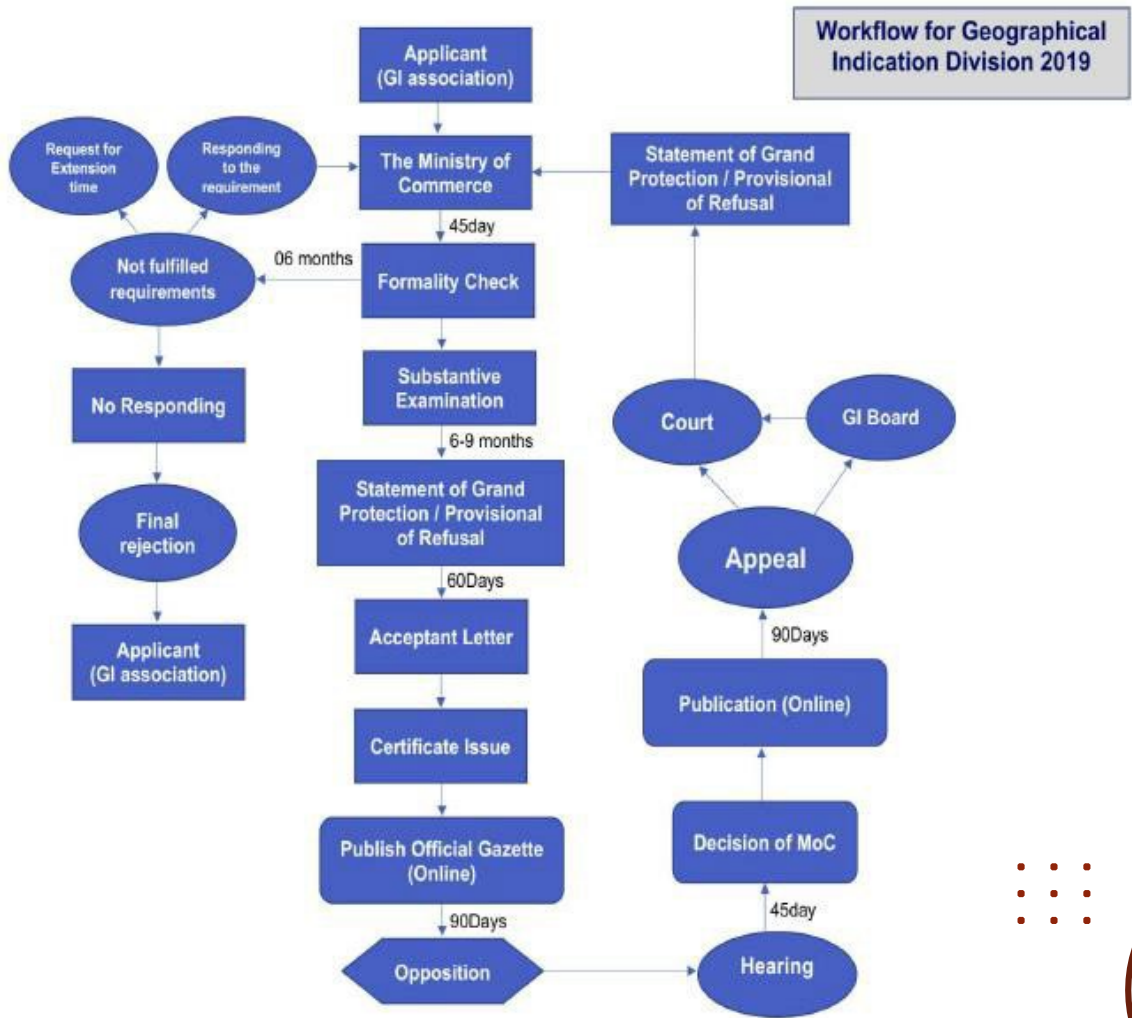 Workflow for Geographical
Indication Division 2019
Applicant
(GI association)
Request for
Extension
time
Responding
to the
requirement
The Ministry of
Commerce
Statement of Grand
Protection / Provisional
of Refusal
45day
Not fulfilled
requirements
06 months
Formality Check
Substantive
Examination
No Responding
Court
GI Board
6-9 months
Statement of Grand
Protection / Provisional
of Refusal
Final
rejection
Appeal
60Days
Acceptant Letter
90Days
Applicant
(GI association)
Publication (Online)
Certificate Issue
Publish Official Gazette
(Online)
Decision of MoC
90Days
45day
Opposition
Hearing